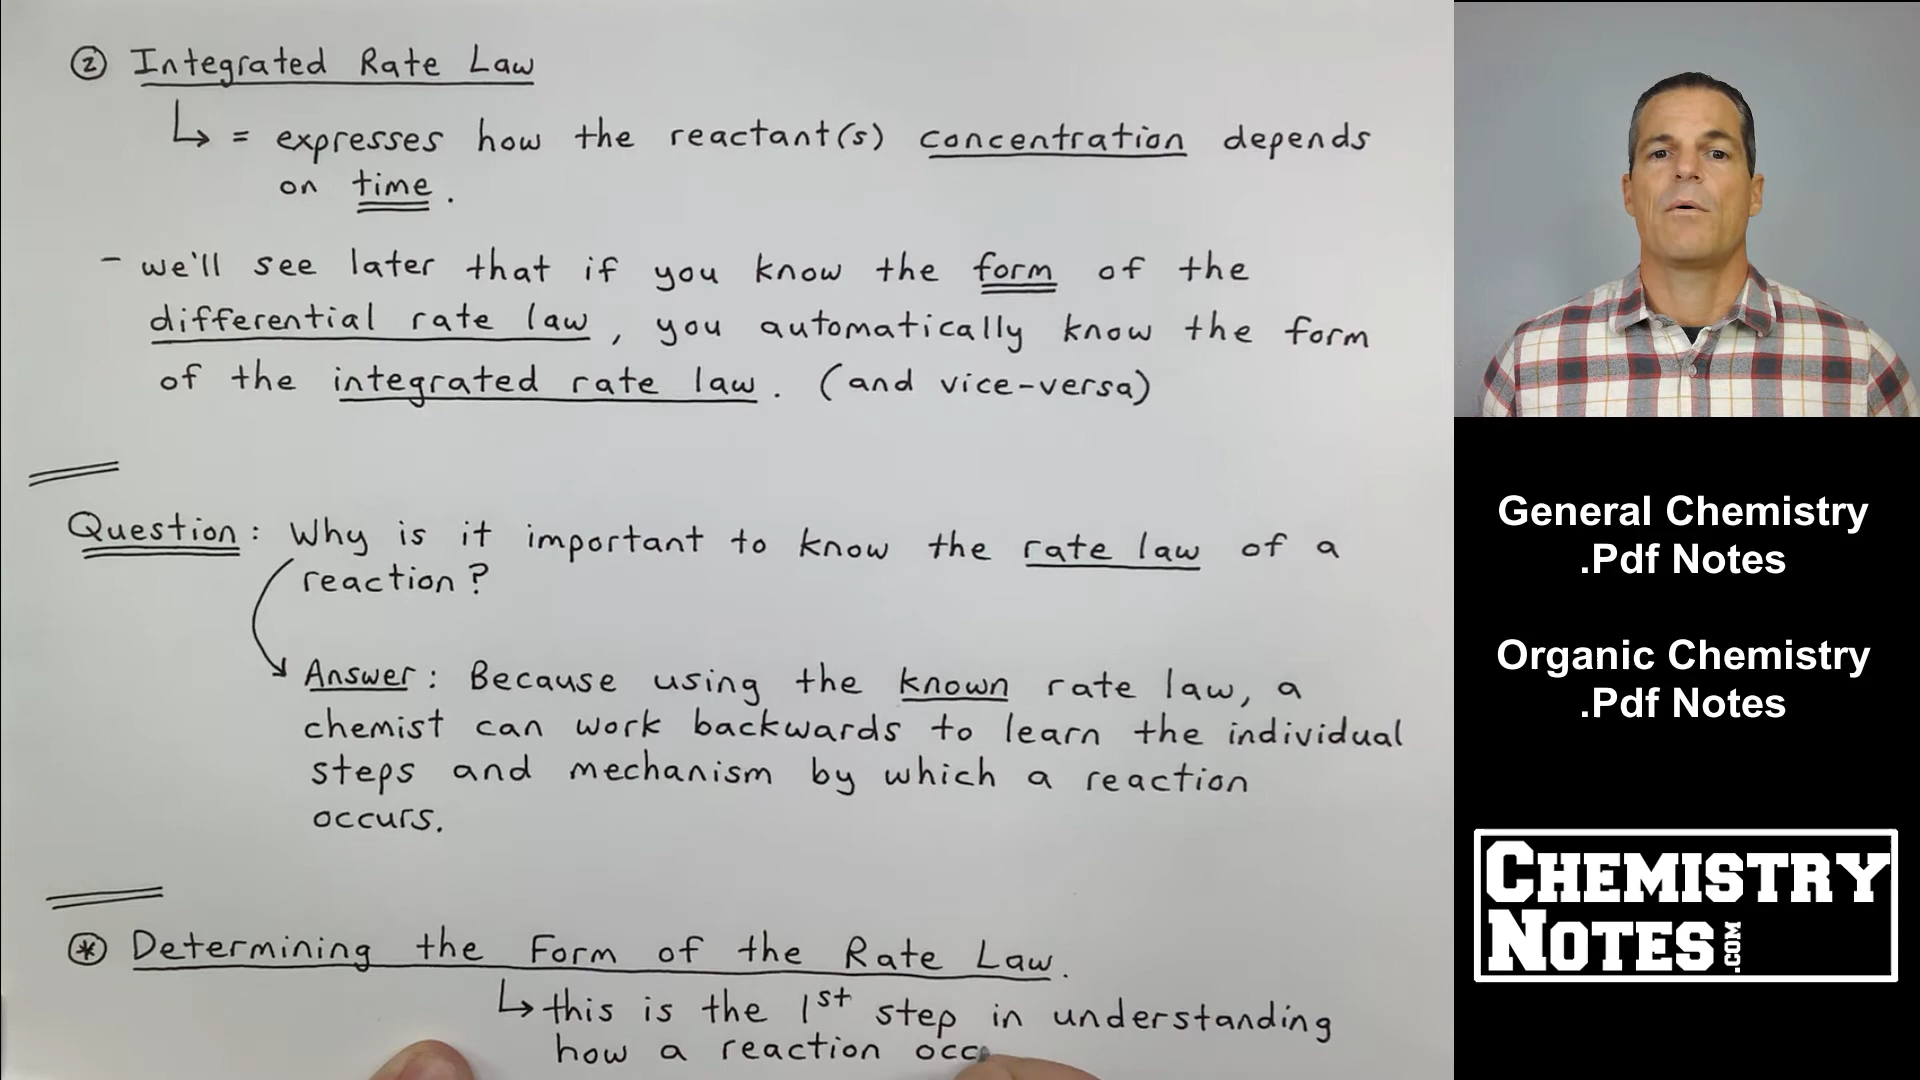 ② Integrated Rate Law
↳ = expresses how the reactant(s) concentration depends
on time.
- we'll see later that if you know the form of the
differential rate law, you automatically know the form
of the integrated rate law. (and vice-versa)
Question: Why is it important to know the rate law of a
reaction?
Answer: Because using the known rate law, a
chemist can work backwards to learn the individual
steps and mechanism by which a reaction
occurs.
⊛ Determining the Form of the Rate Law.
↳ this is the 1st step in understanding
how a reaction occ
General Chemistry
.Pdf Notes
Organic Chemistry
.Pdf Notes
CHEMISTRY
NOTES.COM